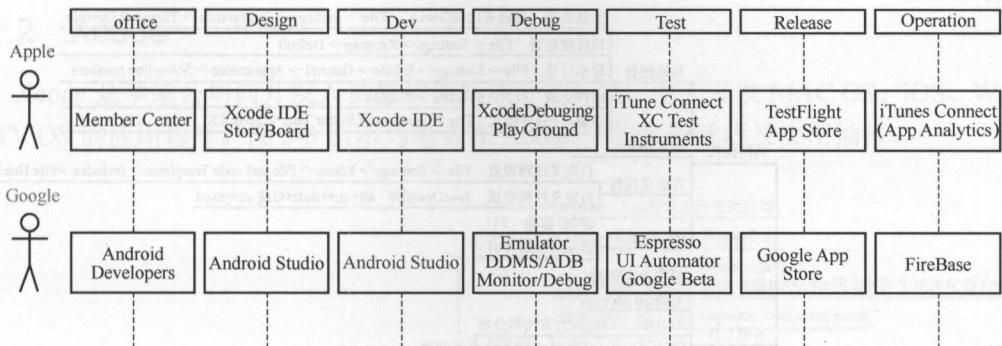 office Design Dev Debug Test Release Operation
Apple
Member Center
Xcode IDE
StoryBoard
Xcode IDE
XcodeDebuging
PlayGround
iTune Connect
XC Test
Instruments
TestFlight
App Store
iTunes Connect
(App Analytics)
Google
Android
Developers
Android Studio
Android Studio
Emulator
DDMS/ADB
Monitor/Debug
Espresso
UI Automator
Google Beta
Google App
Store
FireBase